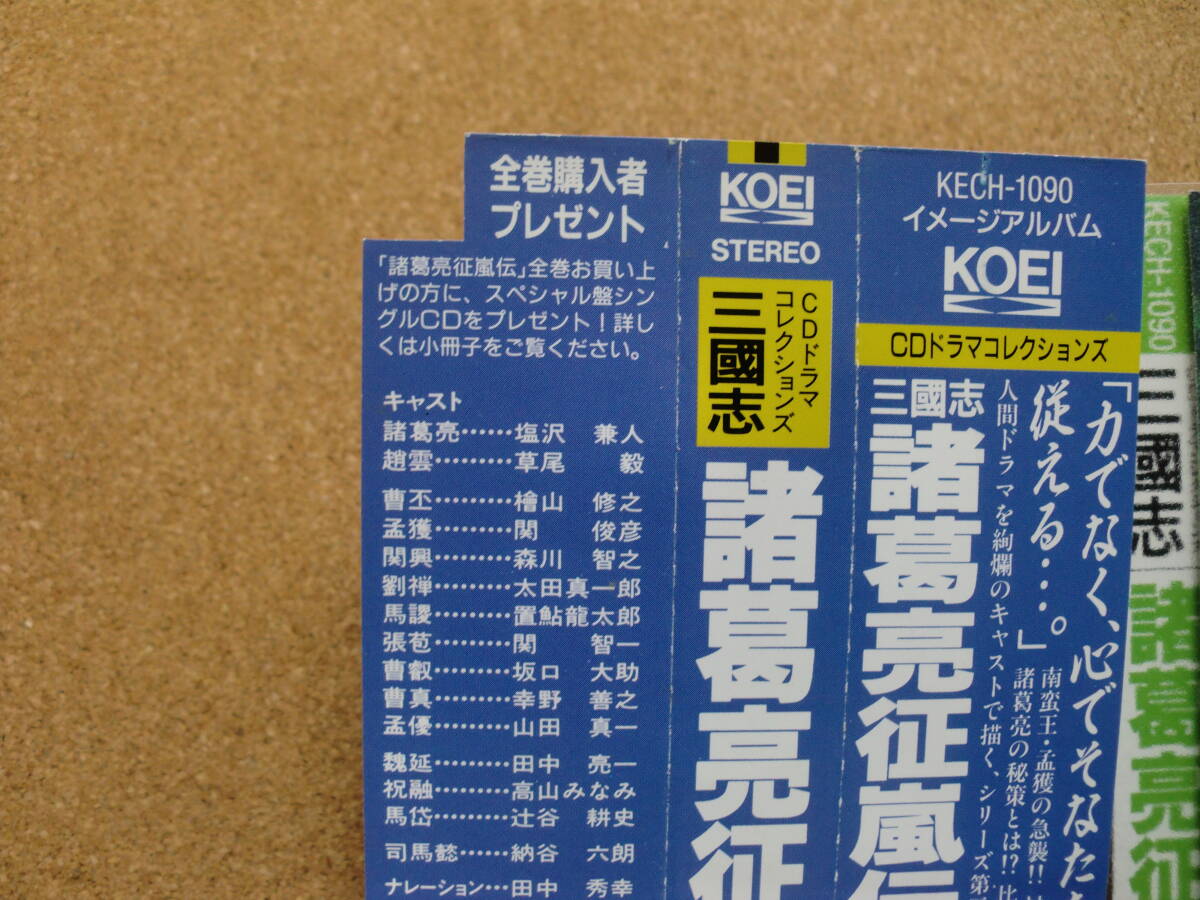 全巻購入者
プレゼント
「諸葛亮征嵐伝」全巻お買い上
げの方に、スペシャル盤シン
グルCDをプレゼント！詳し
くは小冊子をご覧ください。
キャスト
諸葛亮……塩沢　兼人
趙雲………草尾　　毅
曹丕………檜山　修之
孟獲………関　　俊彦
関興………森川　智之
劉禅………太田真一郎
馬謖………置鮎龍太郎
張苞………関　　智一
曹叡………坂口　大助
曹真………幸野　善之
孟優………山田　真一
魏延………田中　亮一
祝融………高山みなみ
馬岱………辻谷　耕史
司馬懿……納谷　六朗
ナレーション…田中　秀幸
KOEI
STEREO
CDドラマ
コレクションズ
三國志
諸葛亮征
KECH-1090
イメージアルバム
KOEI
CDドラマコレクションズ
「力でなく、心でそなた
従える…。」
南蛮王・孟獲の急襲!!
諸葛亮の秘策とは!?
人間ドラマを絢爛のキャストで描く、シリーズ第
三國志
諸葛亮征嵐伝
KECH-1090
三國志
諸葛亮征